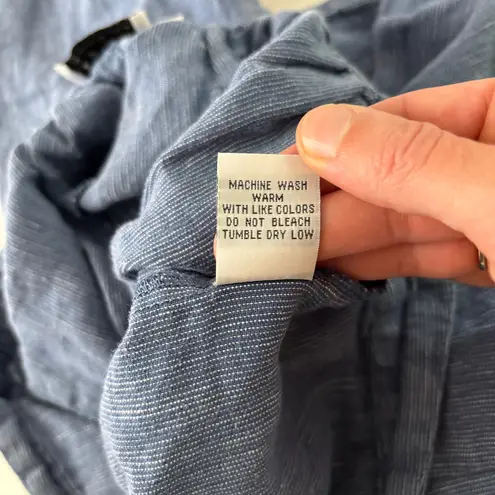 MACHINE WASH
WARM
WITH LIKE COLORS
DO NOT BLEACH
TUMBLE DRY LOW